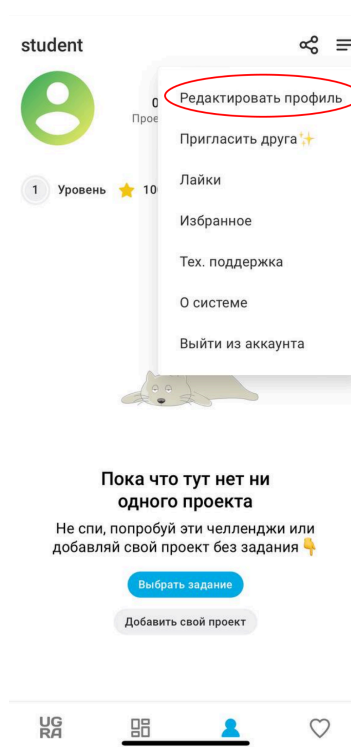 student
0
Прое
1 Уровень 10
Редактировать профиль
Пригласить друга✨
Лайки
Избранное
Тех. поддержка
О системе
Выйти из аккаунта
Пока что тут нет ни
одного проекта
Не спи, попробуй эти челленджи или
добавляй свой проект без задания👇
Выбрать задание
Добавить свой проект
UG
RA